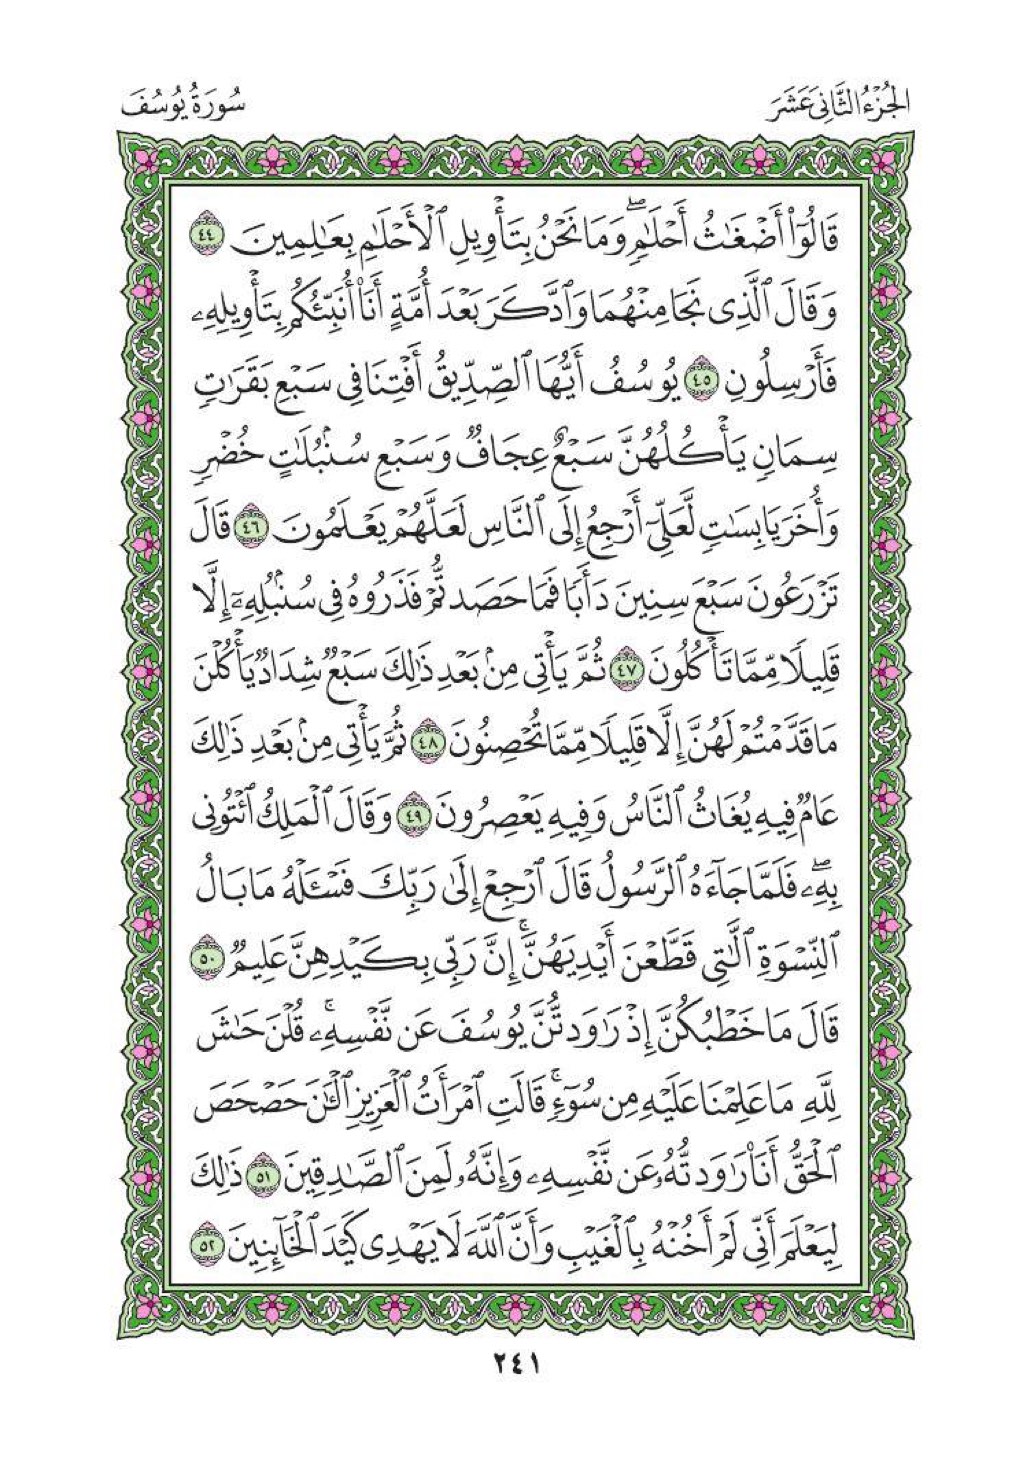 الجُزْءُ الثَّانِي عَشَرَ
سُورَةُ يُوسُفَ
قَالُوٓاْ أَضۡغَٰثُ أَحۡلَٰمٖۖ وَمَا نَحۡنُ بِتَأۡوِيلِ ٱلۡأَحۡلَٰمِ بِعَٰلِمِينَ ٤٤
وَقَالَ ٱلَّذِي نَجَا مِنۡهُمَا وَٱدَّكَرَ بَعۡدَ أُمَّةٍ أَنَا۠ أُنَبِّئُكُم بِتَأۡوِيلِهِۦ
فَأَرۡسِلُونِ ٤٥ يُوسُفُ أَيُّهَا ٱلصِّدِّيقُ أَفۡتِنَا فِي سَبۡعِ بَقَرَٰتٖ
سِمَانٖ يَأۡكُلُهُنَّ سَبۡعٌ عِجَافٞ وَسَبۡعِ سُنۢبُلَٰتٍ خُضۡرٖ
وَأُخَرَ يَابِسَٰتٖ لَّعَلِّيٓ أَرۡجِعُ إِلَى ٱلنَّاسِ لَعَلَّهُمۡ يَعۡلَمُونَ ٤٦ قَالَ
تَزۡرَعُونَ سَبۡعَ سِنِينَ دَأَبٗا فَمَا حَصَدتُّمۡ فَذَرُوهُ فِي سُنۢبُلِهِۦٓ إِلَّا
قَلِيلٗا مِّمَّا تَأۡكُلُونَ ٤٧ ثُمَّ يَأۡتِي مِنۢ بَعۡدِ ذَٰلِكَ سَبۡعٞ شِدَادٞ يَأۡكُلۡنَ
مَا قَدَّمۡتُمۡ لَهُنَّ إِلَّا قَلِيلٗا مِّمَّا تُحۡصِنُونَ ٤٨ ثُمَّ يَأۡتِي مِنۢ بَعۡدِ ذَٰلِكَ
عَامٞ فِيهِ يُغَاثُ ٱلنَّاسُ وَفِيهِ يَعۡصِرُونَ ٤٩ وَقَالَ ٱلۡمَلِكُ ٱئۡتُونِي
بِهِۦۖ فَلَمَّا جَآءَهُ ٱلرَّسُولُ قَالَ ٱرۡجِعۡ إِلَىٰ رَبِّكَ فَسۡـَٔلۡهُ مَا بَالُ
ٱلنِّسۡوَةِ ٱلَّٰتِي قَطَّعۡنَ أَيۡدِيَهُنَّۚ إِنَّ رَبِّي بِكَيۡدِهِنَّ عَلِيمٞ ٥٠
قَالَ مَا خَطۡبُكُنَّ إِذۡ رَٰوَدتُّنَّ يُوسُفَ عَن نَّفۡسِهِۦۚ قُلۡنَ حَٰشَ
لِلَّهِ مَا عَلِمۡنَا عَلَيۡهِ مِن سُوٓءٖۚ قَالَتِ ٱمۡرَأَتُ ٱلۡعَزِيزِ ٱلۡـَٰٔنَ حَصۡحَصَ
ٱلۡحَقُّ أَنَا۠ رَٰوَدتُّهُۥ عَن نَّفۡسِهِۦ وَإِنَّهُۥ لَمِنَ ٱلصَّٰدِقِينَ ٥١ ذَٰلِكَ
لِيَعۡلَمَ أَنِّي لَمۡ أَخُنۡهُ بِٱلۡغَيۡبِ وَأَنَّ ٱللَّهَ لَا يَهۡدِي كَيۡدَ ٱلۡخَآئِنِينَ ٥٢
٢٤١